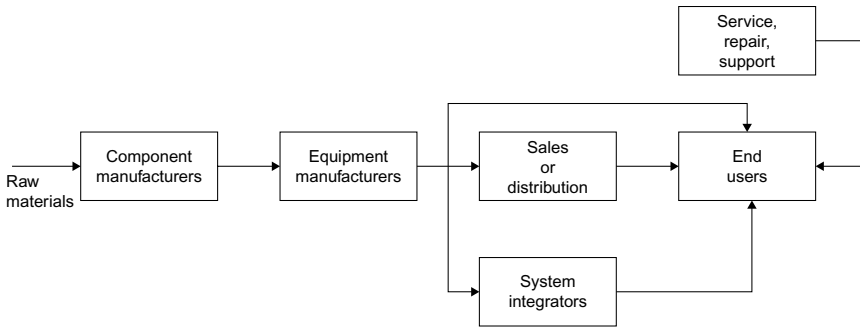 Service,
repair,
support
Raw
materials
Component
manufacturers
Equipment
manufacturers
Sales
or
distribution
End
users
System
integrators